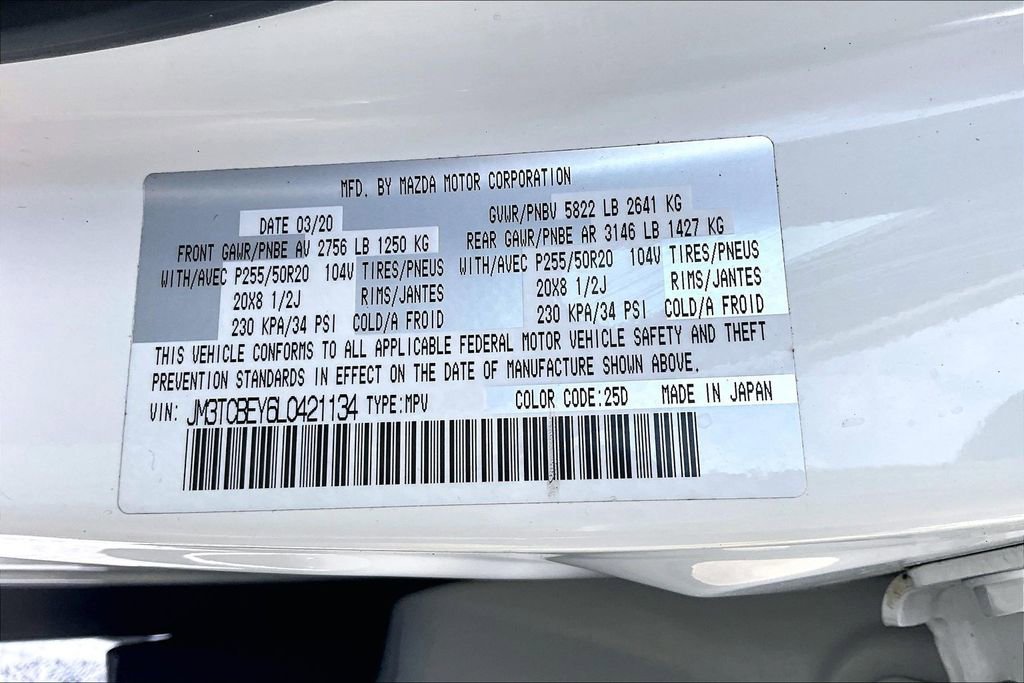 MFD. BY MAZDA MOTOR CORPORATION
DATE 03/20 GVWR/PNBV 5822 LB 2641 KG
FRONT GAWR/PNBE AV 2756 LB 1250 KG REAR GAWR/PNBE AR 3146 LB 1427 KG
WITH/AVEC P255/50R20 104V TIRES/PNEUS WITH/AVEC P255/50R20 104V TIRES/PNEUS
20X8 1/2J RIMS/JANTES 20X8 1/2J RIMS/JANTES
230 KPA/34 PSI COLD/A FROID 230 KPA/34 PSI COLD/A FROID
THIS VEHICLE CONFORMS TO ALL APPLICABLE FEDERAL MOTOR VEHICLE SAFETY AND THEFT
PREVENTION STANDARDS IN EFFECT ON THE DATE OF MANUFACTURE SHOWN ABOVE.
VIN: JM3TCBEY6L0421134 TYPE:MPV COLOR CODE:25D MADE IN JAPAN